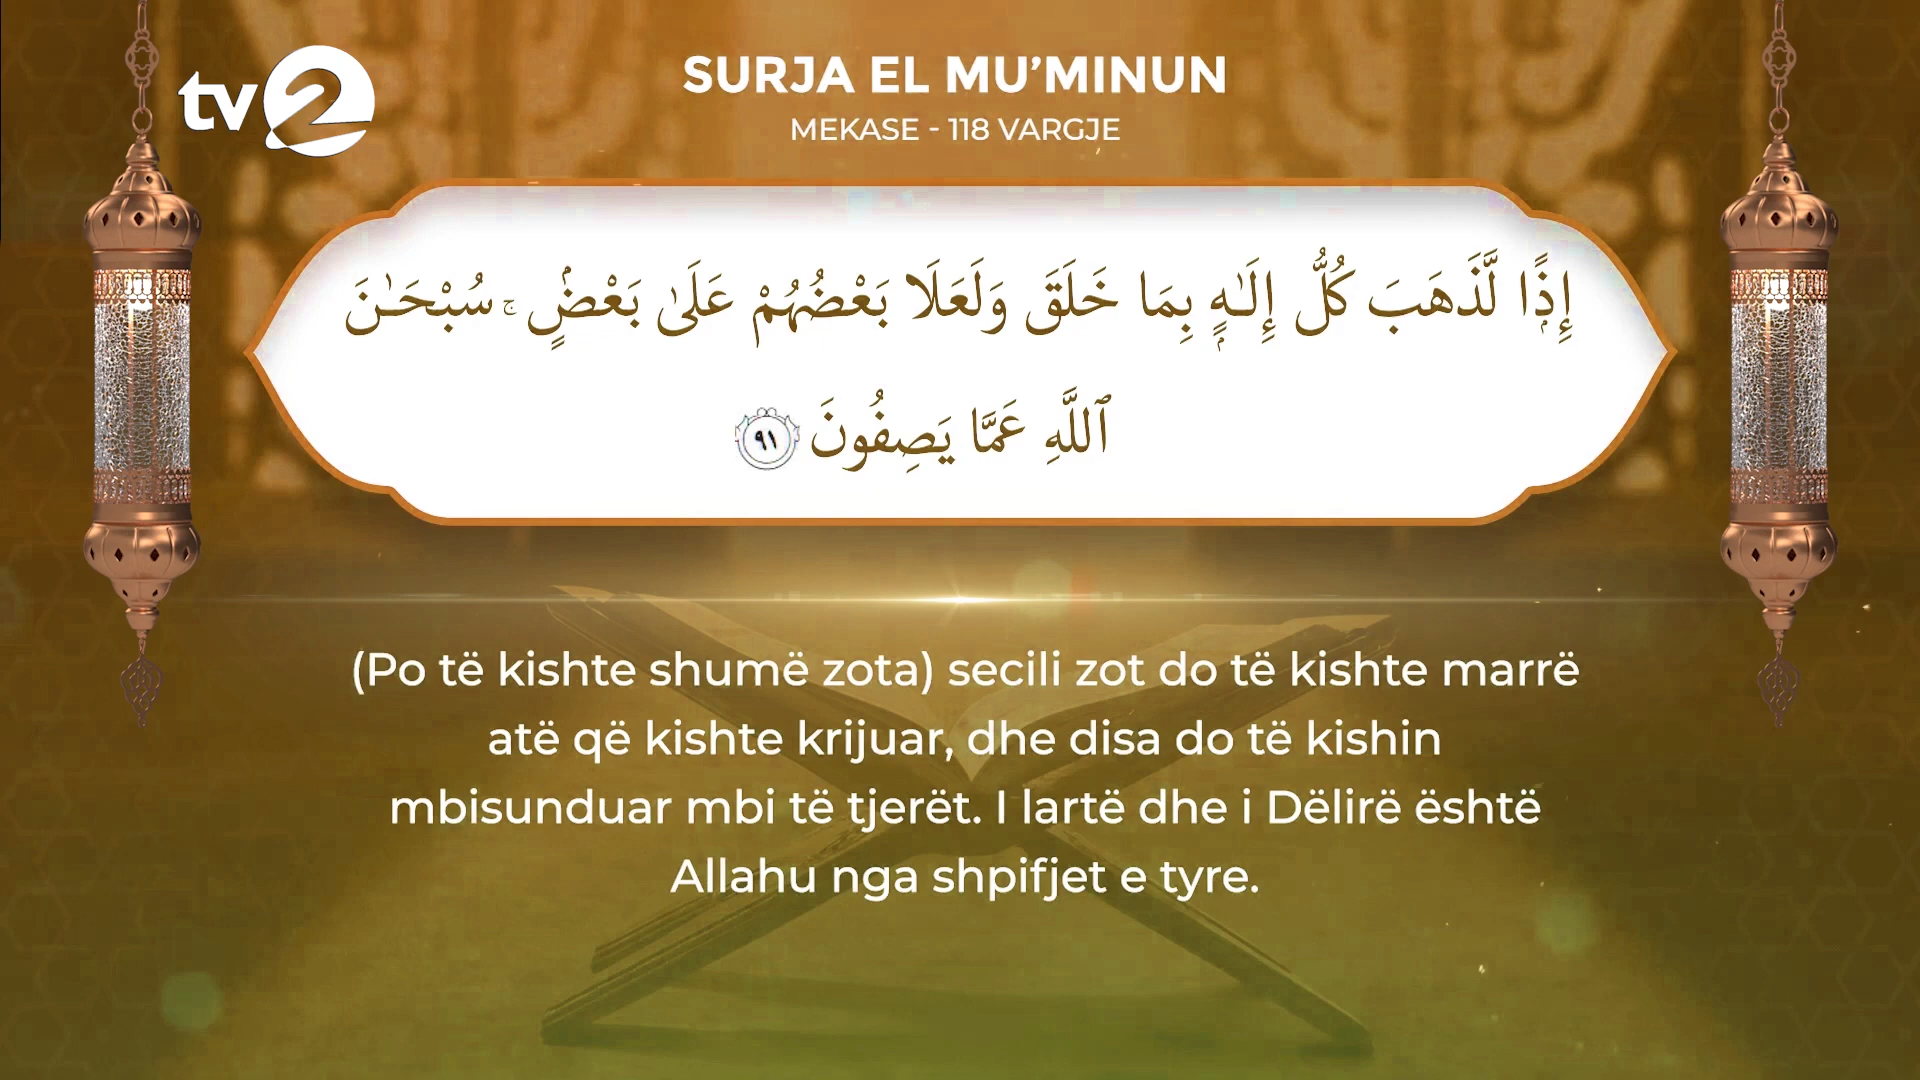 tv2
SURJA EL MU’MINUN
MEKASE - 118 VARGJE
إِذٗا لَّذَهَبَ كُلُّ إِلَٰهِۭ بِمَا خَلَقَ وَلَعَلَا بَعۡضُهُمۡ عَلَىٰ بَعۡضٖۚ سُبۡحَٰنَ
ٱللَّهِ عَمَّا يَصِفُونَ ٩١
(Po të kishte shumë zota) secili zot do të kishte marrë
atë që kishte krijuar, dhe disa do të kishin
mbisunduar mbi të tjerët. I lartë dhe i Dëlirë është
Allahu nga shpifjet e tyre.